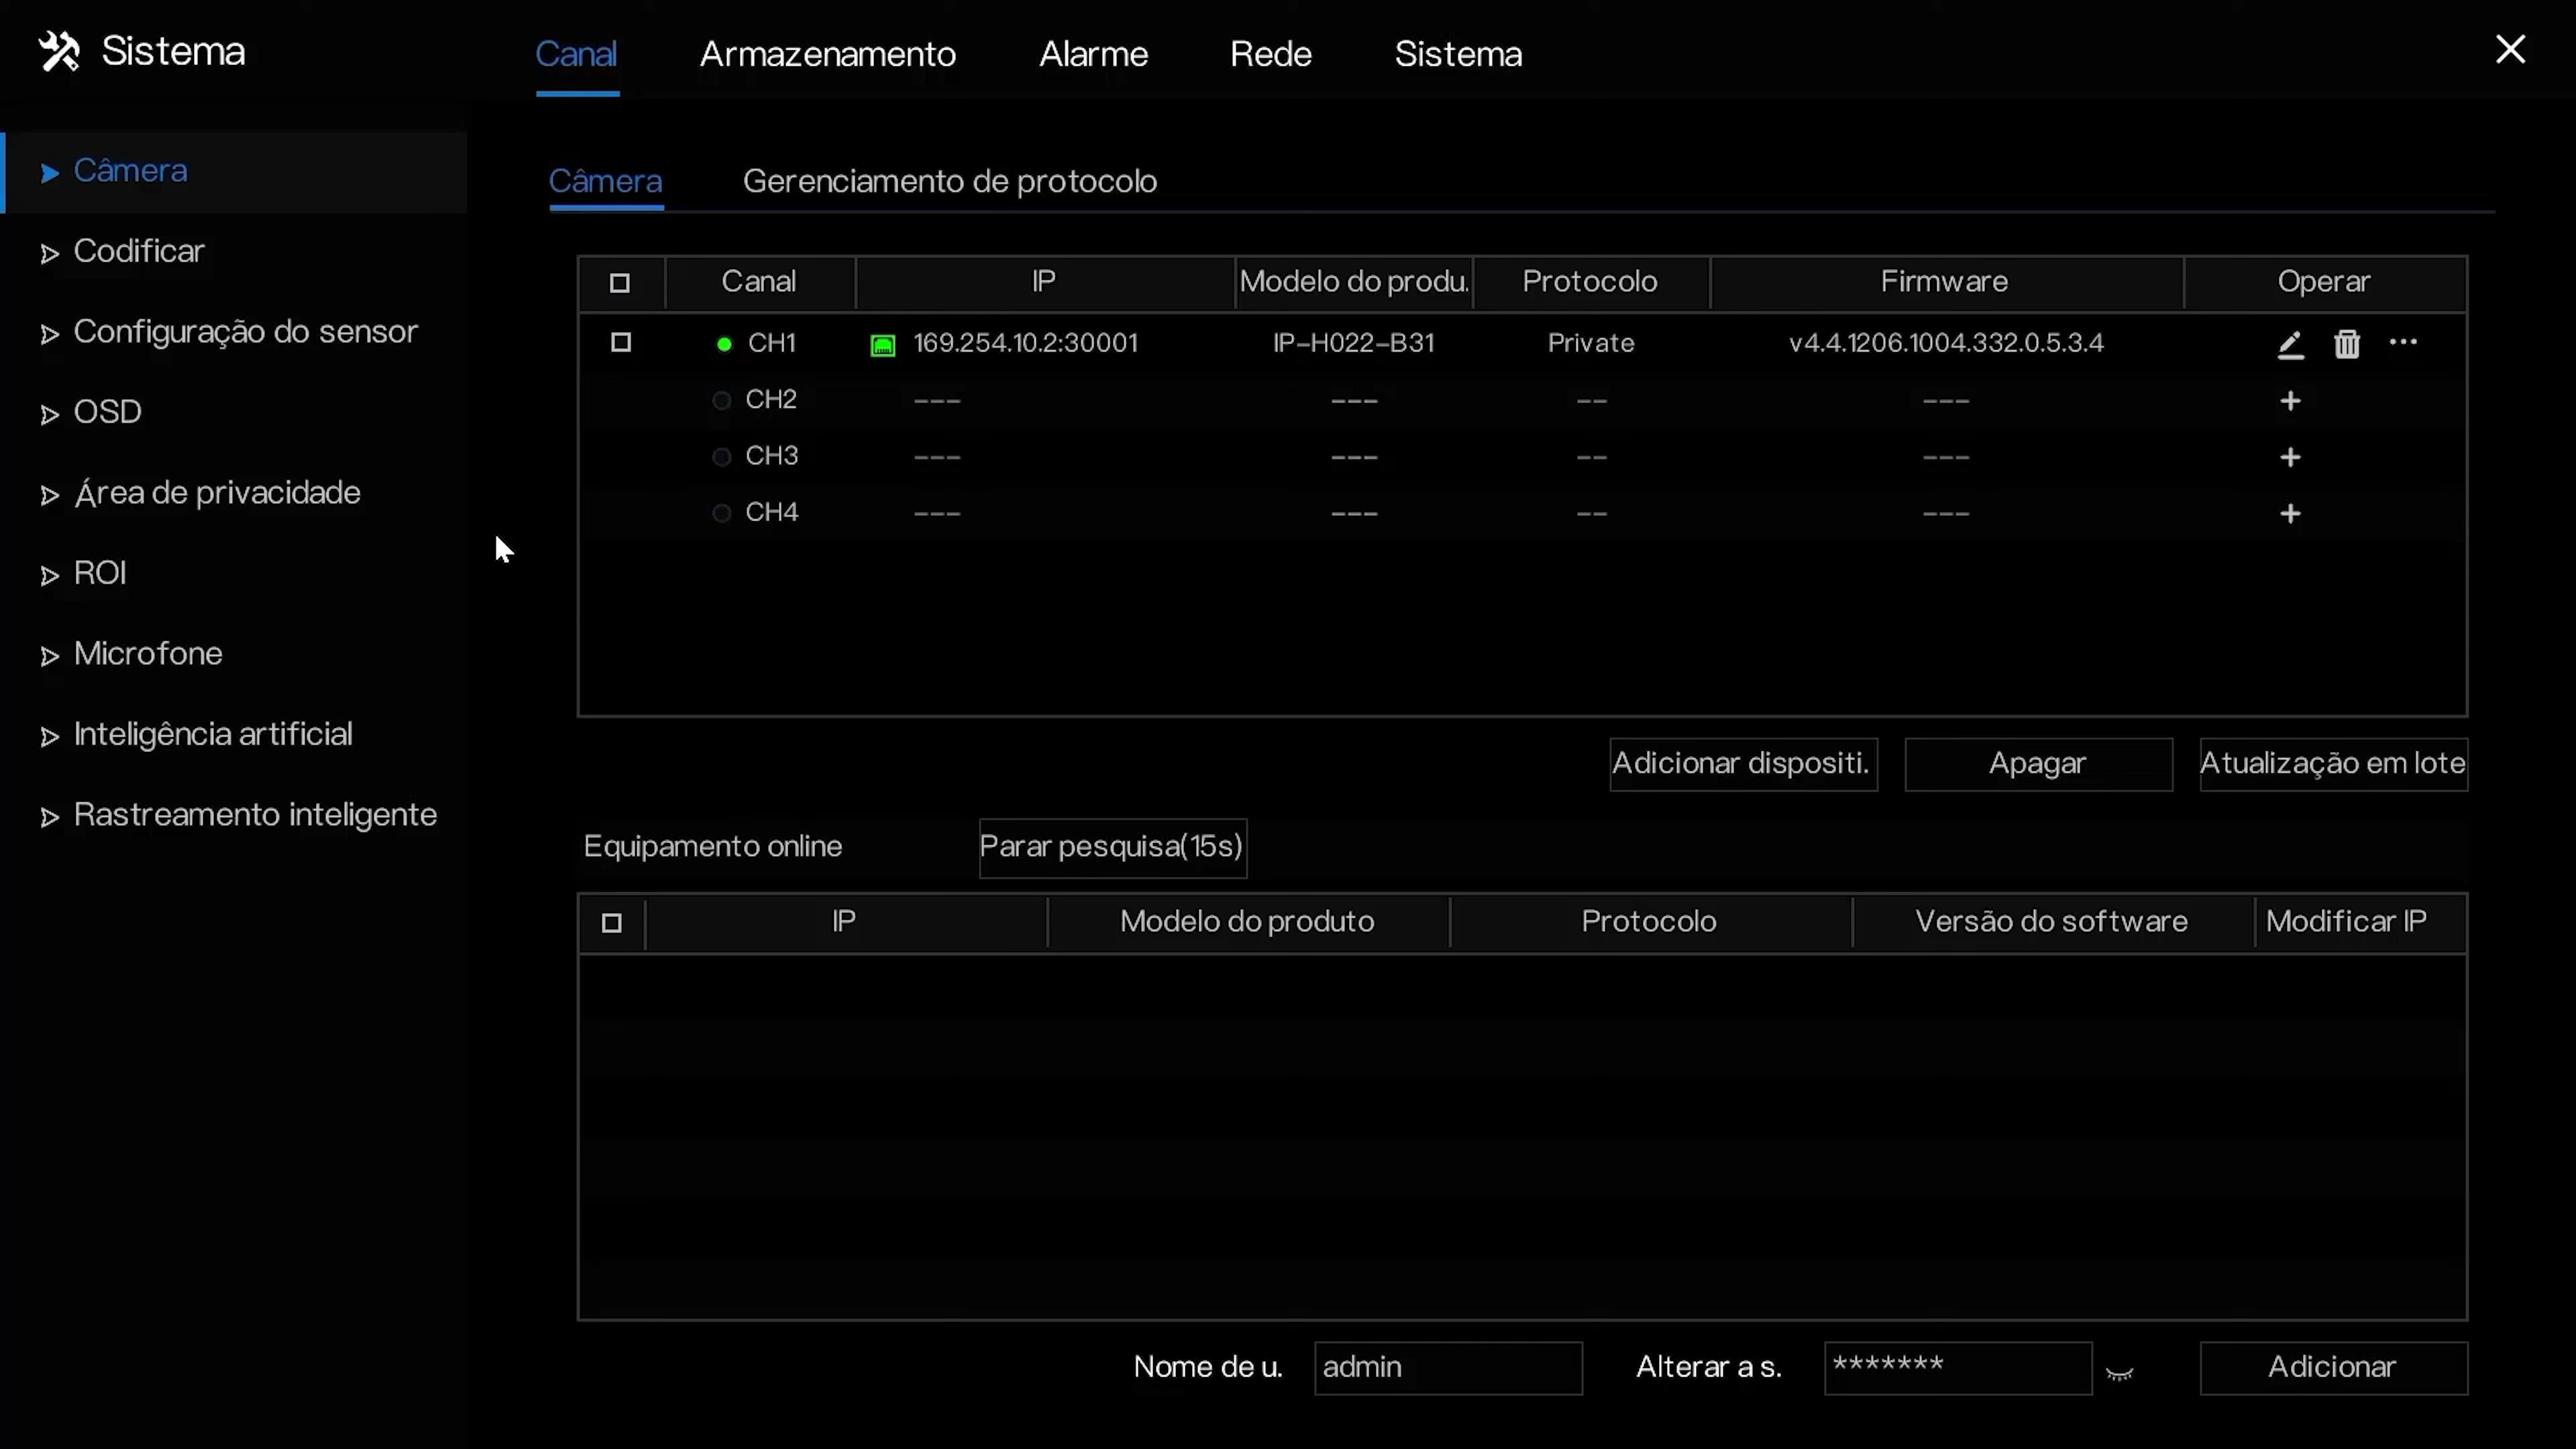 Sistema
Canal Armazenamento Alarme Rede Sistema
Câmera
Codificar
Configuração do sensor
OSD
Área de privacidade
ROI
Microfone
Inteligência artificial
Rastreamento inteligente
Câmera Gerenciamento de protocolo
Canal IP Modelo do produ. Protocolo Firmware Operar
CH1 169.254.10.2:30001 IP-H022-B31 Private v4.4.1206.1004.332.0.5.3.4 ...
CH2 --- --- -- --- +
CH3 --- --- -- --- +
CH4 --- --- -- --- +
Adicionar dispositi. Apagar Atualização em lote
Equipamento online Parar pesquisa(15s)
IP Modelo do produto Protocolo Versão do software Modificar IP
Nome de u. admin Alterar a s. ******* Adicionar